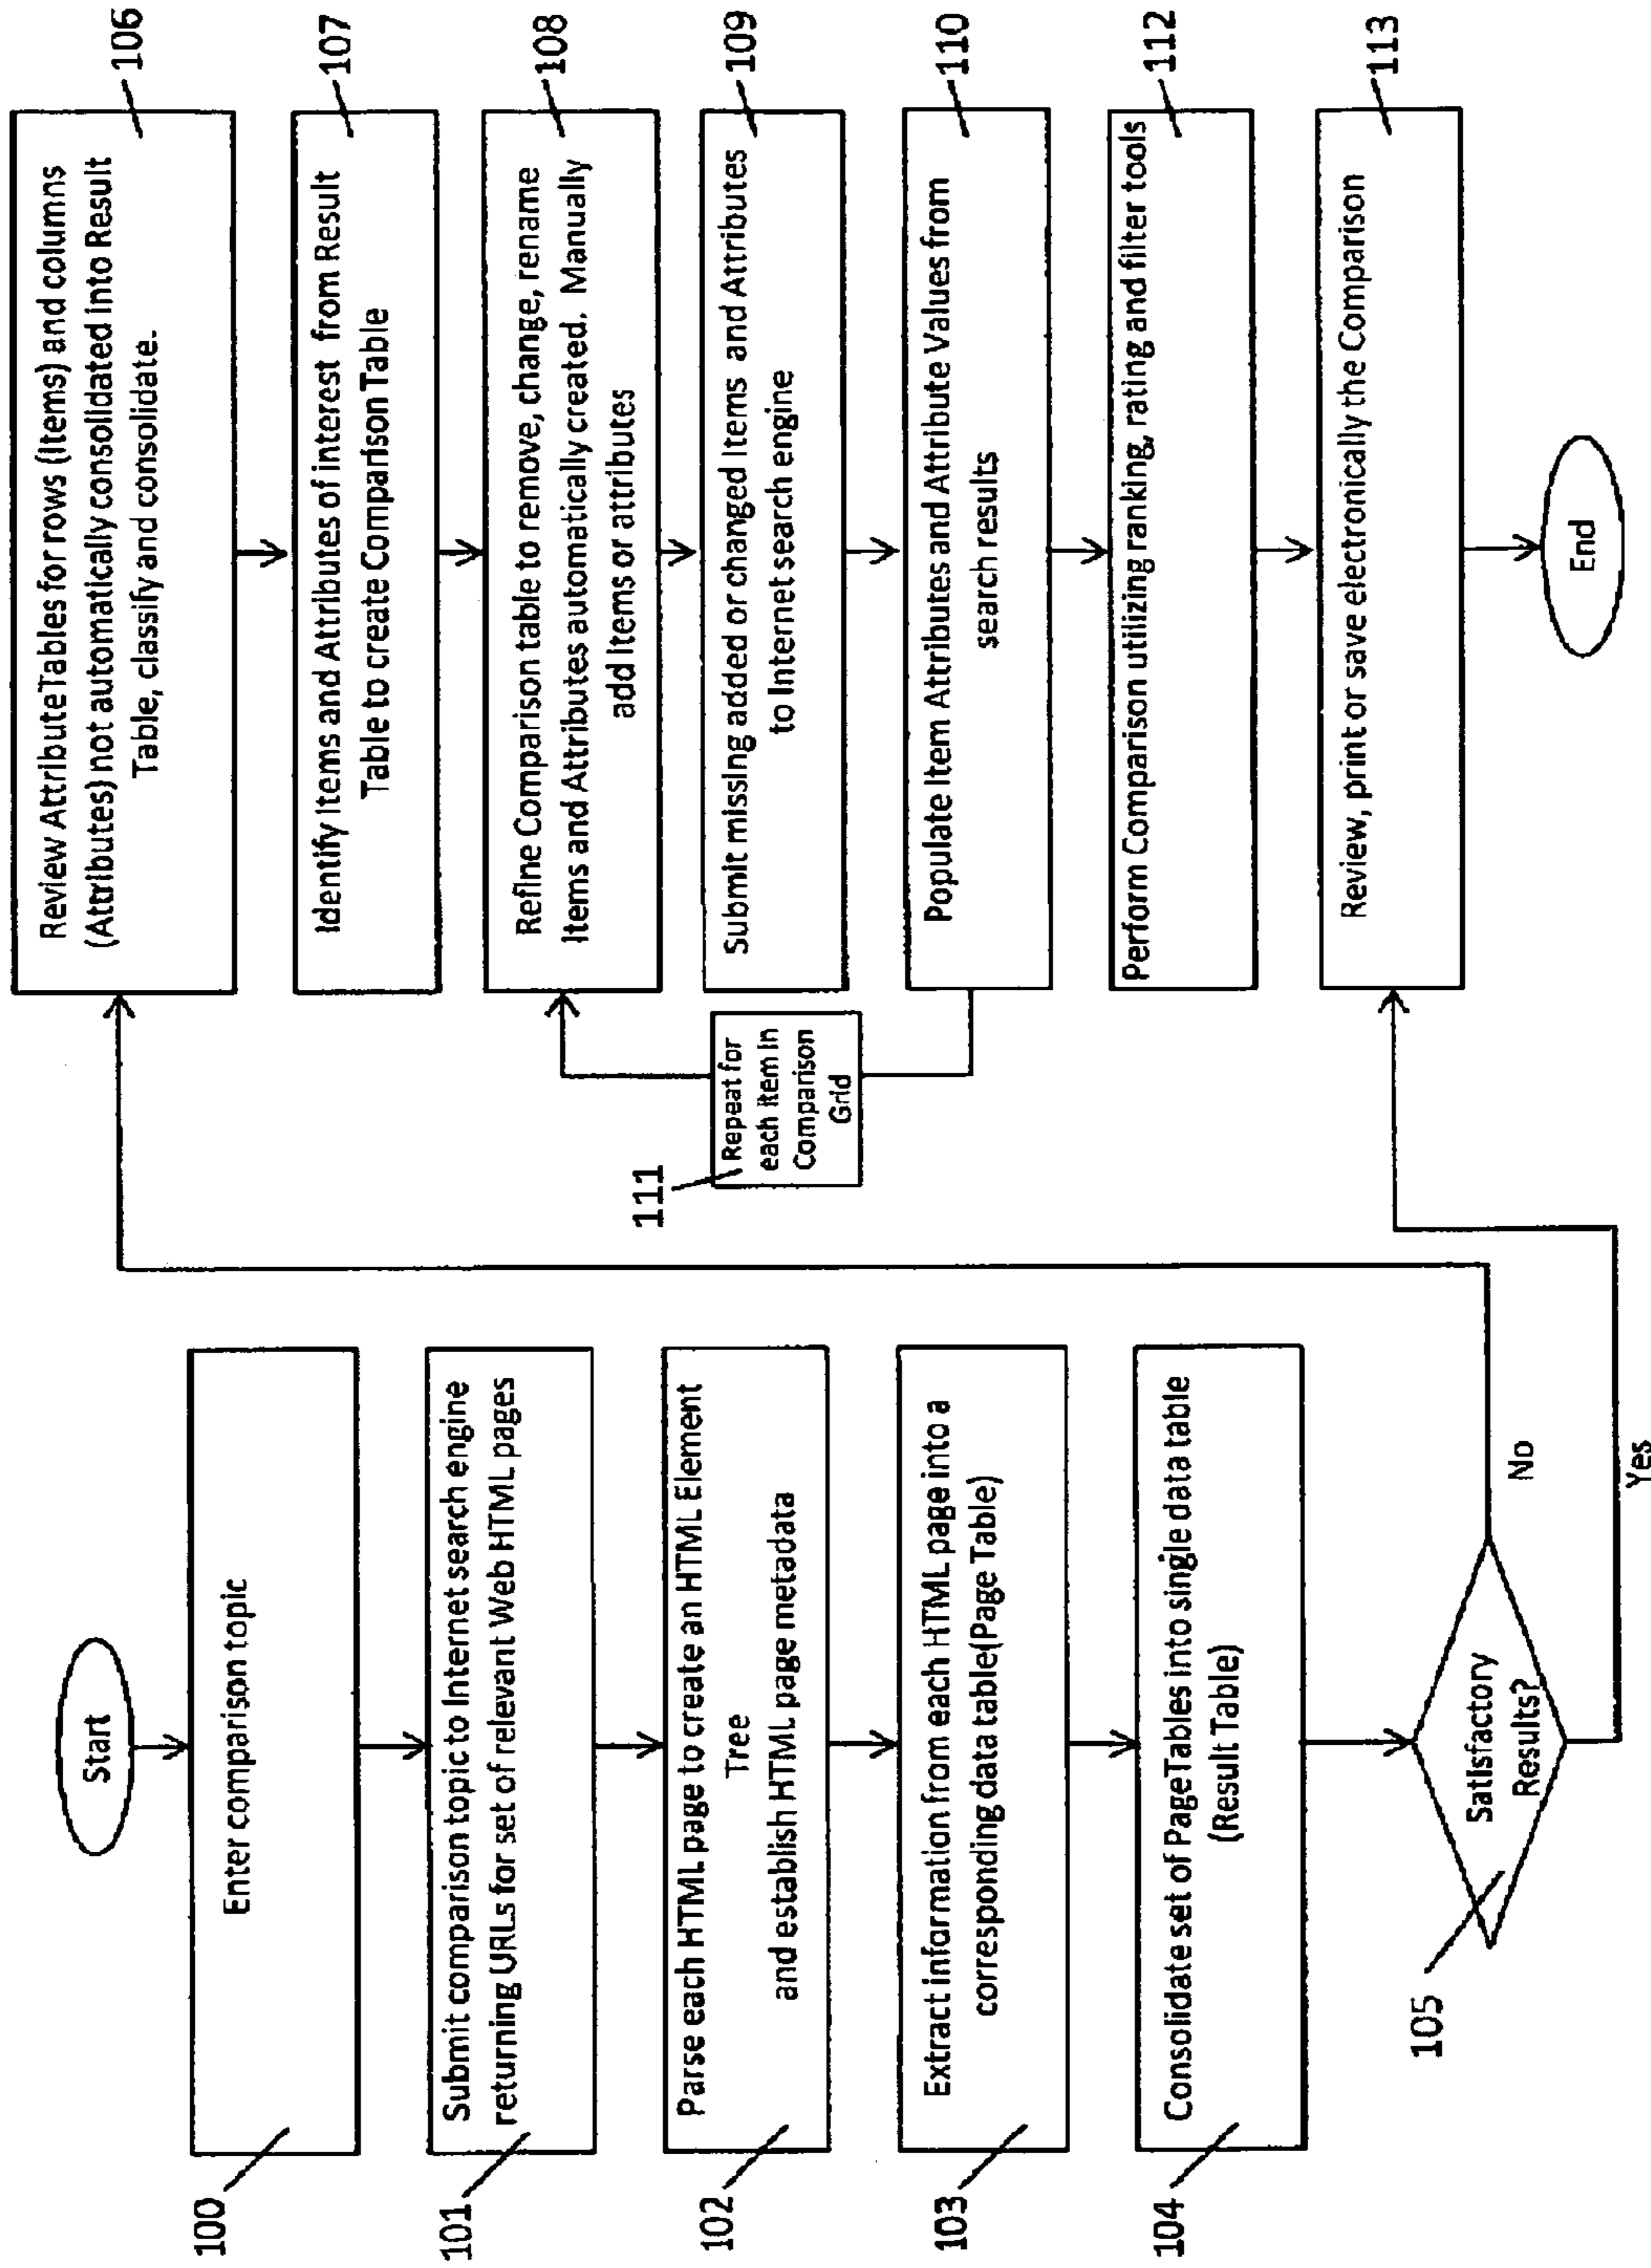 Start
Enter comparison topic
100
Submit comparison topic to Internet search engine
returning URLs for set of relevant Web HTML pages
101
Parse each HTML page to create an HTML Element
Tree
and establish HTML page metadata
102
Extract information from each HTML page into a
corresponding data table(Page Table)
103
Consolidate set of PageTables into single data table
(Result Table)
104
Satisfactory
Results?
105
No
Yes
Review AttributeTables for rows (Items) and columns
(Attributes) not automatically consolidated into Result
Table, classify and consolidate.
106
Identify Items and Attributes of interest from Result
Table to create Comparison Table
107
Refine Comparison table to remove, change, rename
Items and Attributes automatically created. Manually
add Items or attributes
108
Submit missing added or changed Items and Attributes
to Internet search engine
109
Populate Item Attributes and Attribute Values from
search results
110
Repeat for
each Item in
Comparison
Grid
111
Perform Comparison utilizing ranking, rating and filter tools
112
Review, print or save electronically the Comparison
113
End